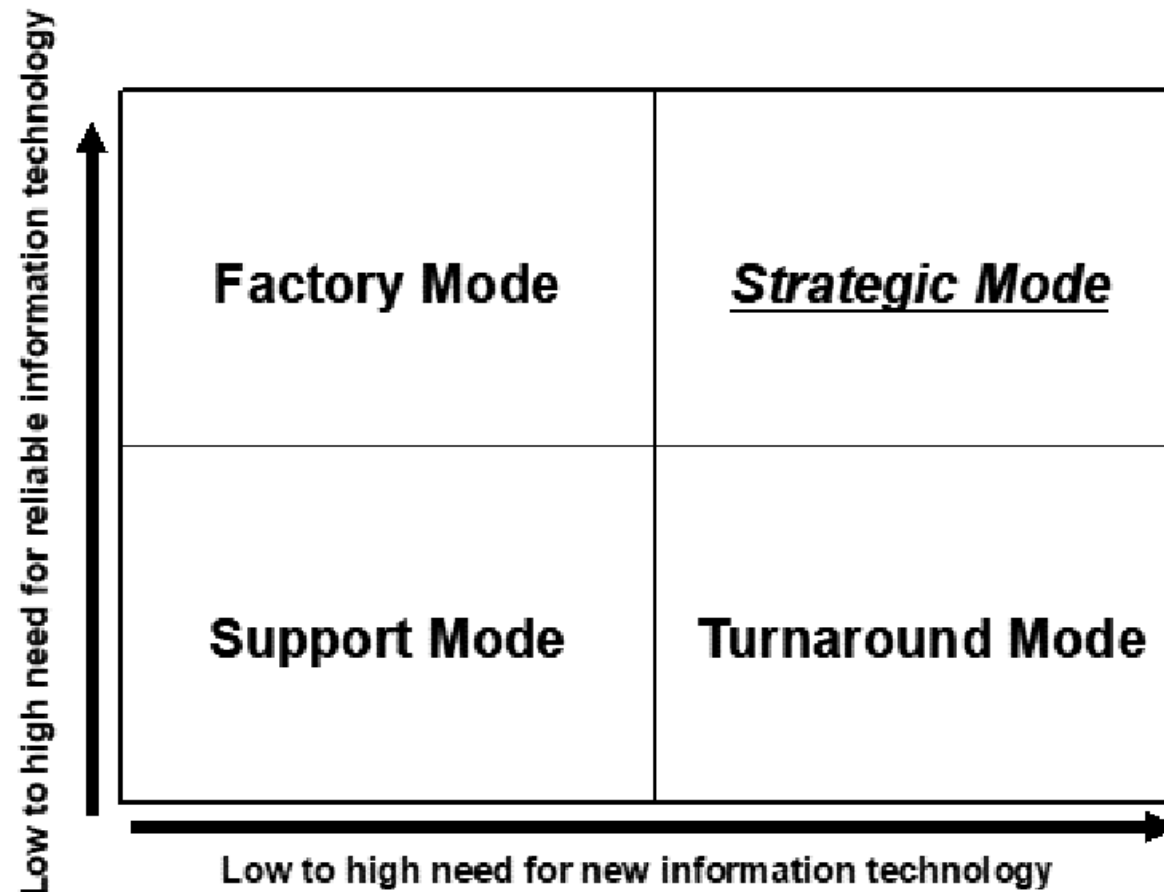 Low to high need for reliable information technology
Factory Mode
Strategic Mode
Support Mode
Turnaround Mode
Low to high need for new information technology